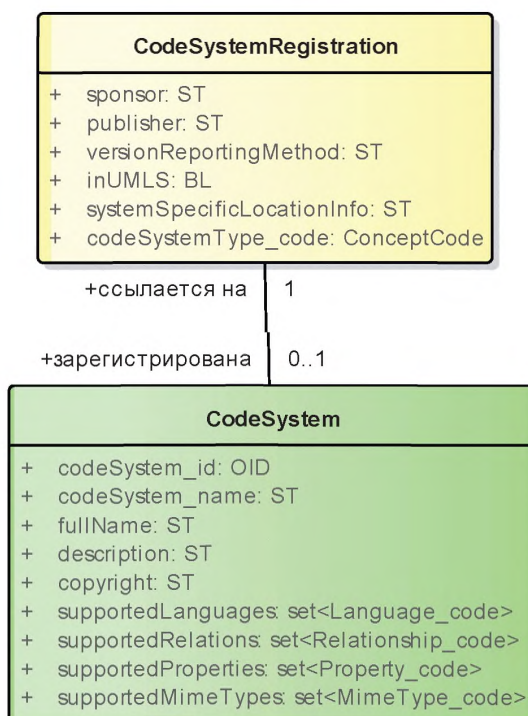 CodeSystemRegistration
+ sponsor: ST
+ publisher: ST
+ versionReportingMethod: ST
+ inUMLS: BL
+ systemSpecificLocationInfo: ST
+ codeSystemType_code: ConceptCode
+ссылается на 1
+зарегистрирована 0..1
CodeSystem
+ codeSystem_id: OID
+ codeSystem_name: ST
+ fullName: ST
+ description: ST
+ copyright: ST
+ supportedLanguages: set<Language_code>
+ supportedRelations: set<Relationship_code>
+ supportedProperties: set<Property_code>
+ supportedMimeTypes: set<MimeType_code>